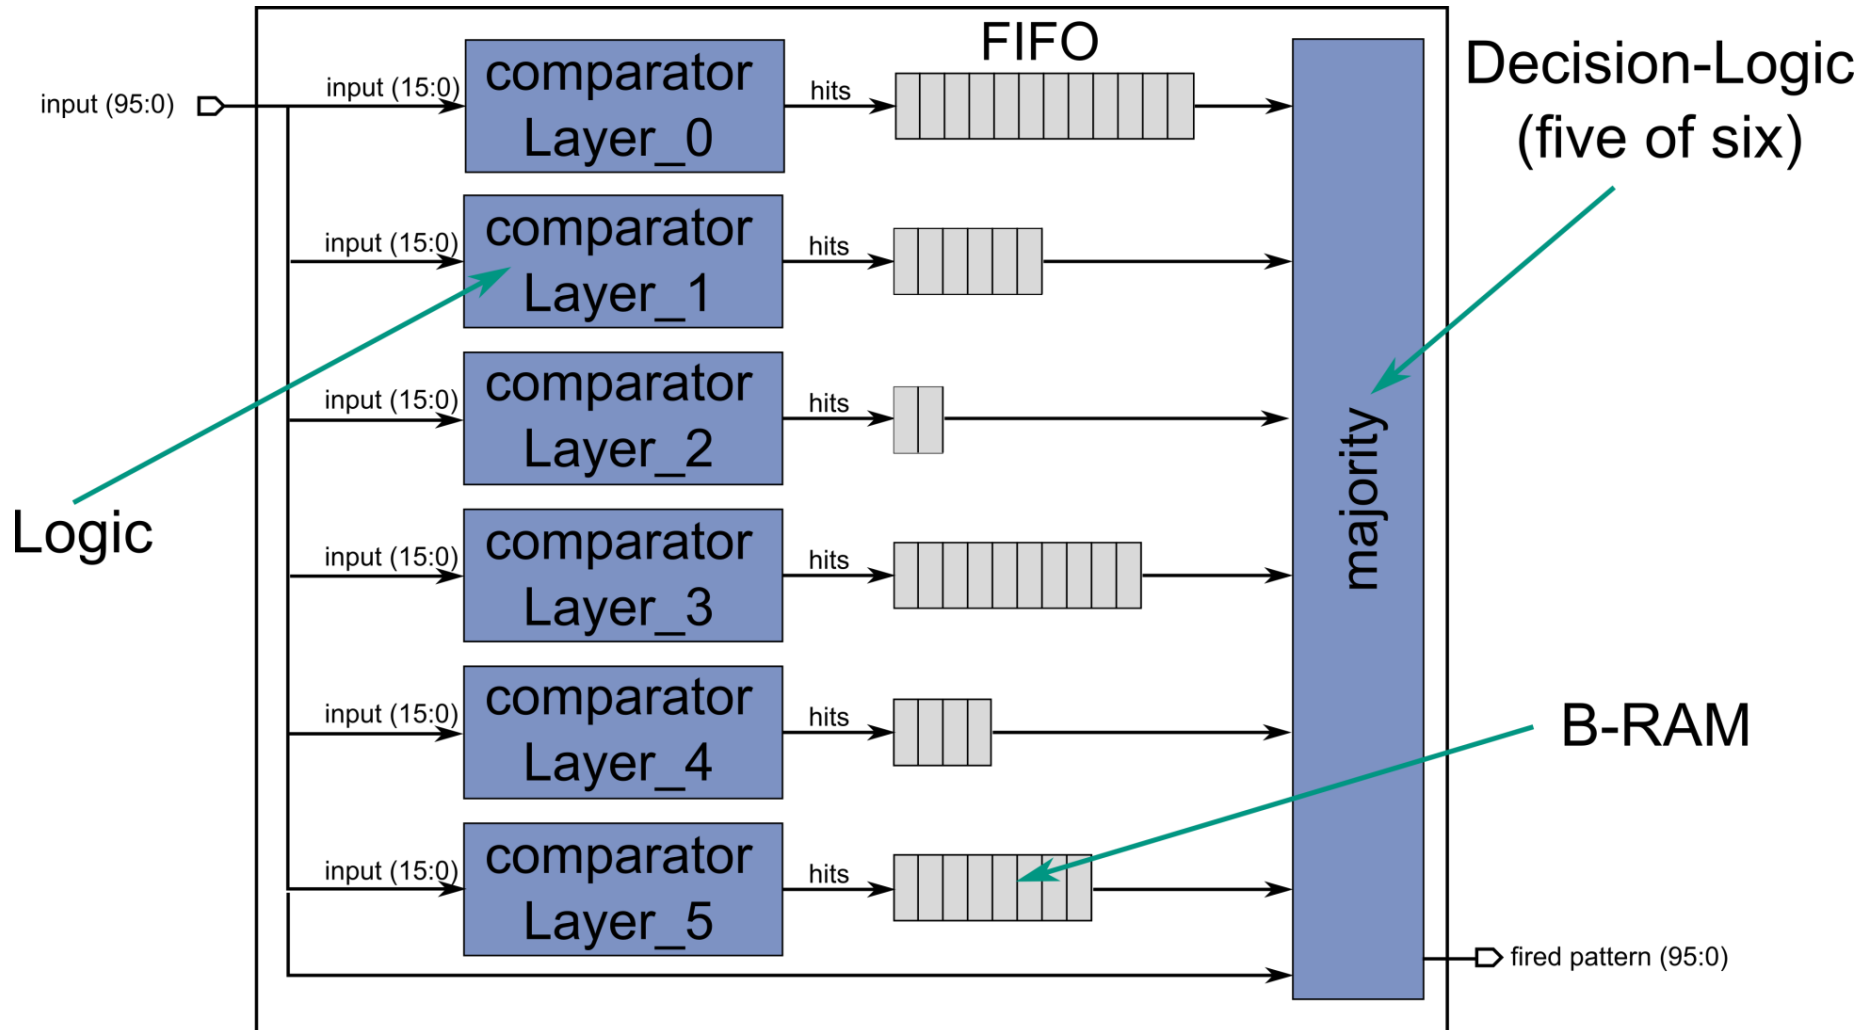 FIFO
Decision-Logic
(five of six)
input (95:0)
input (15:0)
comparator
Layer_0
hits
input (15:0)
comparator
Layer_1
hits
input (15:0)
comparator
Layer_2
hits
majority
Logic
input (15:0)
comparator
Layer_3
hits
input (15:0)
comparator
Layer_4
hits
B-RAM
input (15:0)
comparator
Layer_5
hits
fired pattern (95:0)